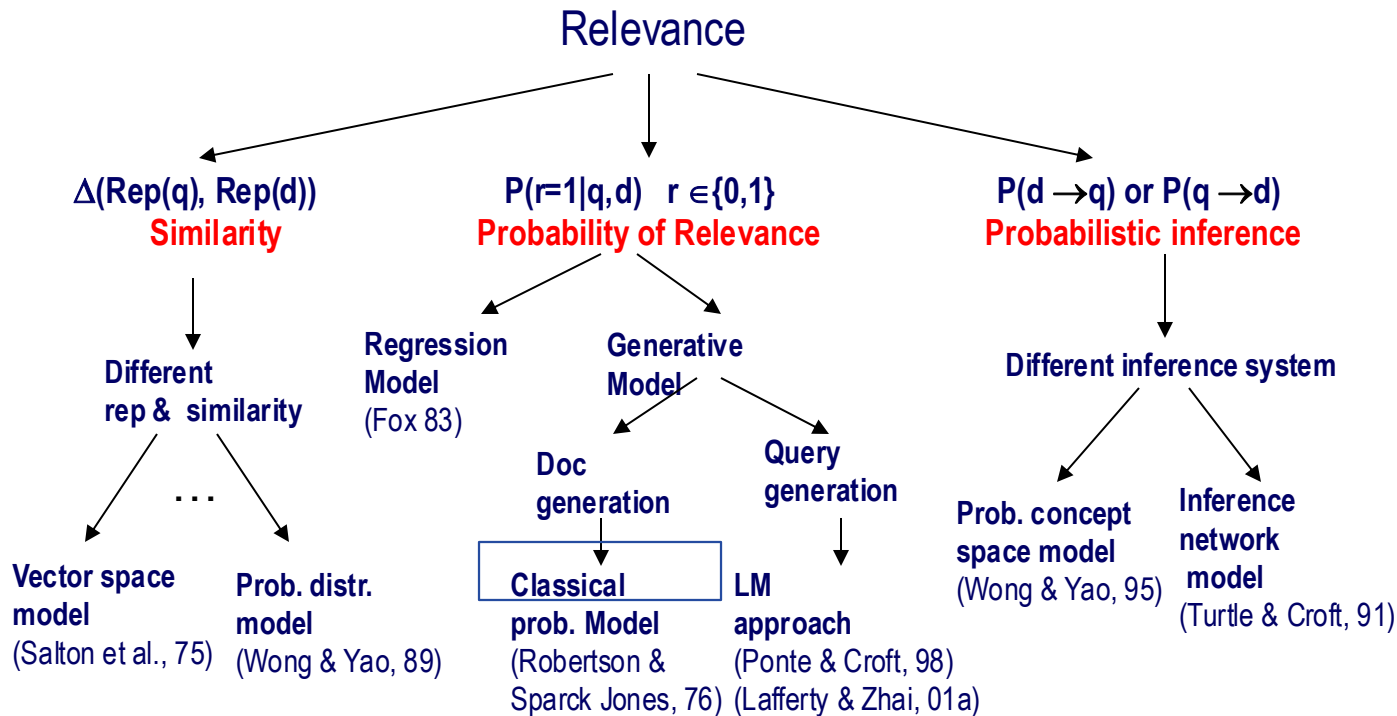 Relevance
Δ(Rep(q), Rep(d))
Similarity
P(r=1|q,d) r ∈{0,1}
Probability of Relevance
P(d →q) or P(q →d)
Probabilistic inference
Different
rep & similarity
. . .
Vector space
model
(Salton et al., 75)
Prob. distr.
model
(Wong & Yao, 89)
Regression
Model
(Fox 83)
Generative
Model
Doc
generation
Query
generation
Classical
prob. Model
(Robertson &
Sparck Jones, 76)
LM
approach
(Ponte & Croft, 98)
(Lafferty & Zhai, 01a)
Different inference system
Prob. concept
space model
(Wong & Yao, 95)
Inference
network
model
(Turtle & Croft, 91)